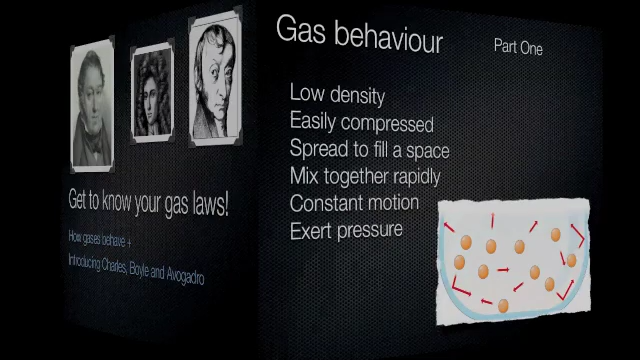 Get to know your gas laws!
How gases behave +
Introducing Charles, Boyle and Avogadro
Gas behaviour
Part One
Low density
Easily compressed
Spread to fill a space
Mix together rapidly
Constant motion
Exert pressure